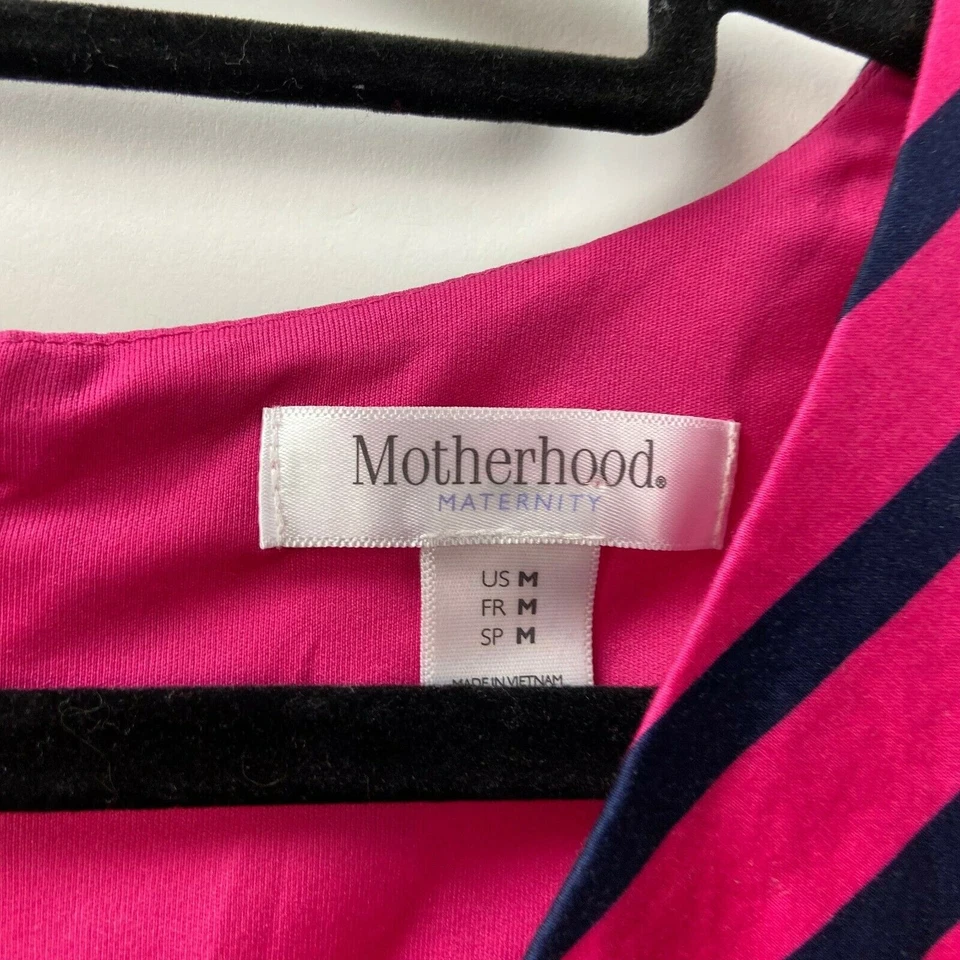 Motherhood®
MATERNITY
US M
FR M
SP M
MADE IN VIETNAM